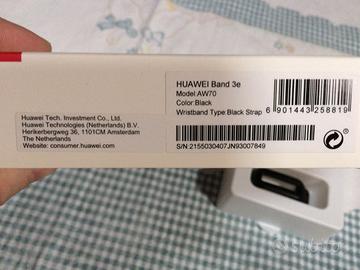 HUAWEI Band 3e
Model AW70
Color:Black
Wristband Type:Black Strap
6 901443 258819
Huawei Tech. Investment Co., Ltd.
Huawei Technologies (Netherlands) B.V.
Herikerbergweg 36, 1101CM Amsterdam
The Netherlands
Website: consumer.huawei.com
S/N:2155030407JN93007849
subito